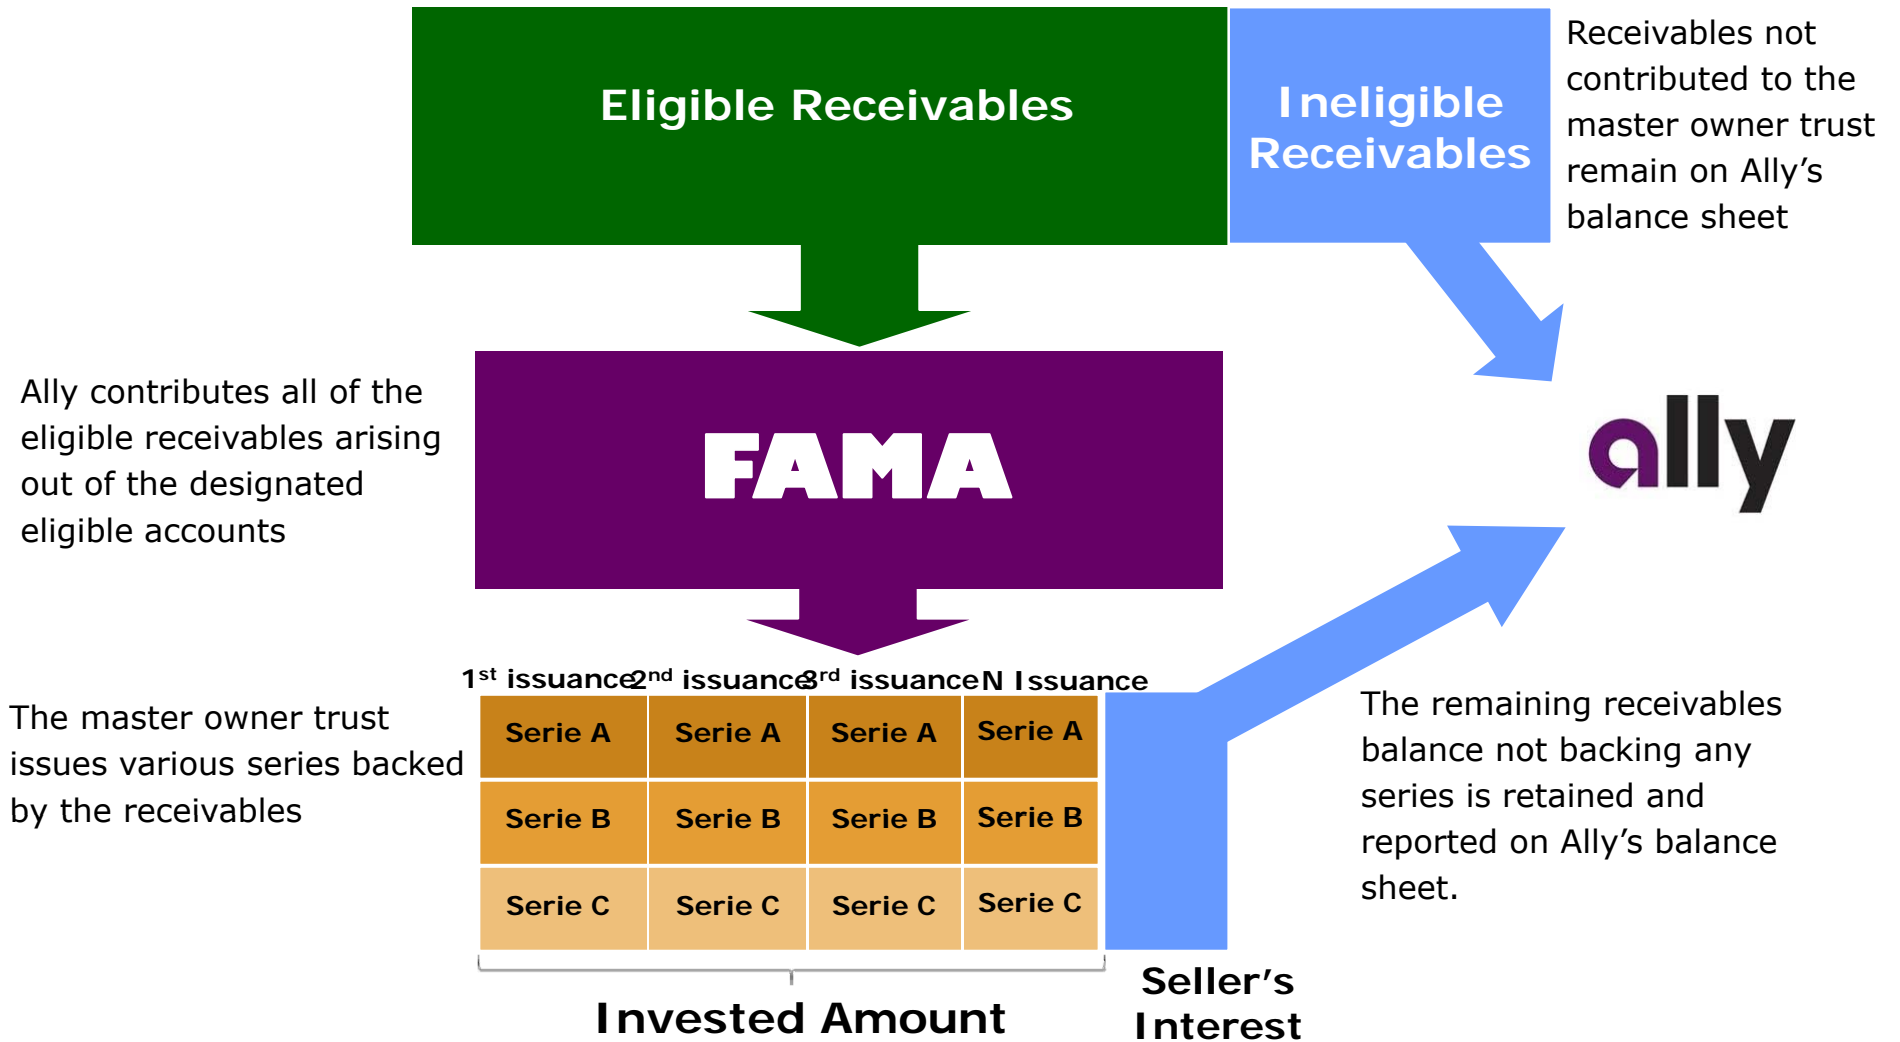 Eligible Receivables
Ineligible
Receivables
Receivables not
contributed to the
master owner trust
remain on Ally’s
balance sheet
Ally contributes all of the
eligible receivables arising
out of the designated
eligible accounts
FAMA
ally
1st issuance 2nd issuance 3rd issuance N Issuance
The master owner trust
issues various series backed
by the receivables
Serie A Serie A Serie A Serie A
Serie B Serie B Serie B Serie B
Serie C Serie C Serie C Serie C
The remaining receivables
balance not backing any
series is retained and
reported on Ally’s balance
sheet.
Invested Amount
Seller’s
Interest